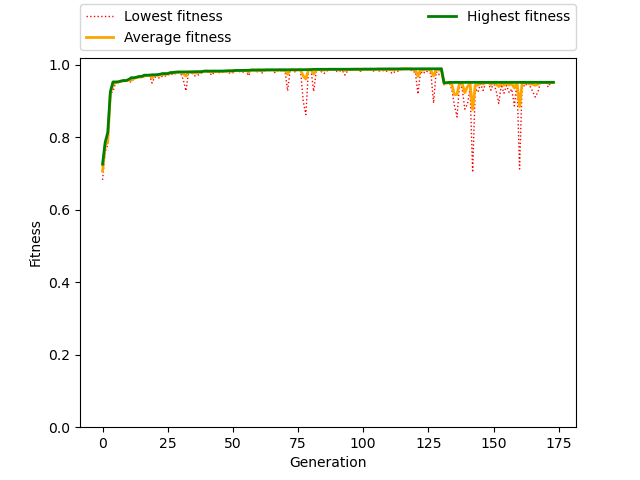 Lowest fitness
Average fitness
Highest fitness
1.0
0.8
0.6
0.4
0.2
0.0
Fitness
0 25 50 75 100 125 150 175
Generation